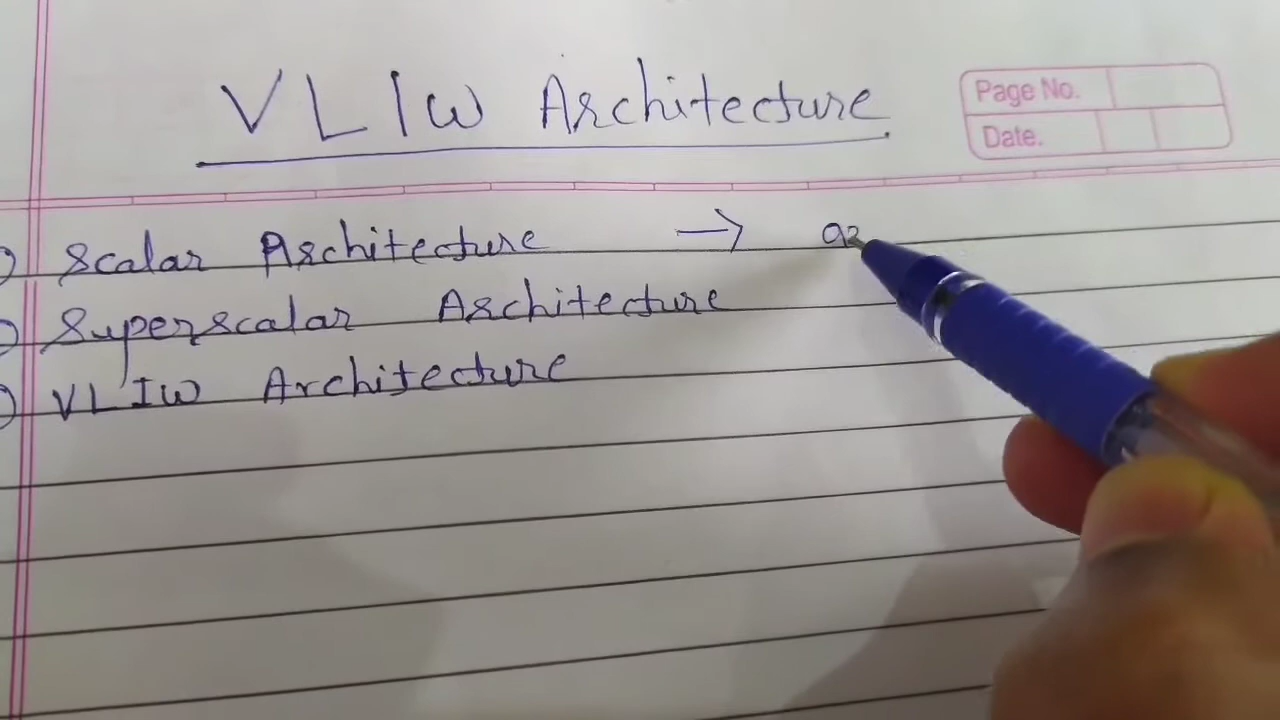 VLIW Architecture
Page No.
Date.
) Scalar Architecture →
) Superscalar Architecture
) VLIW Architecture